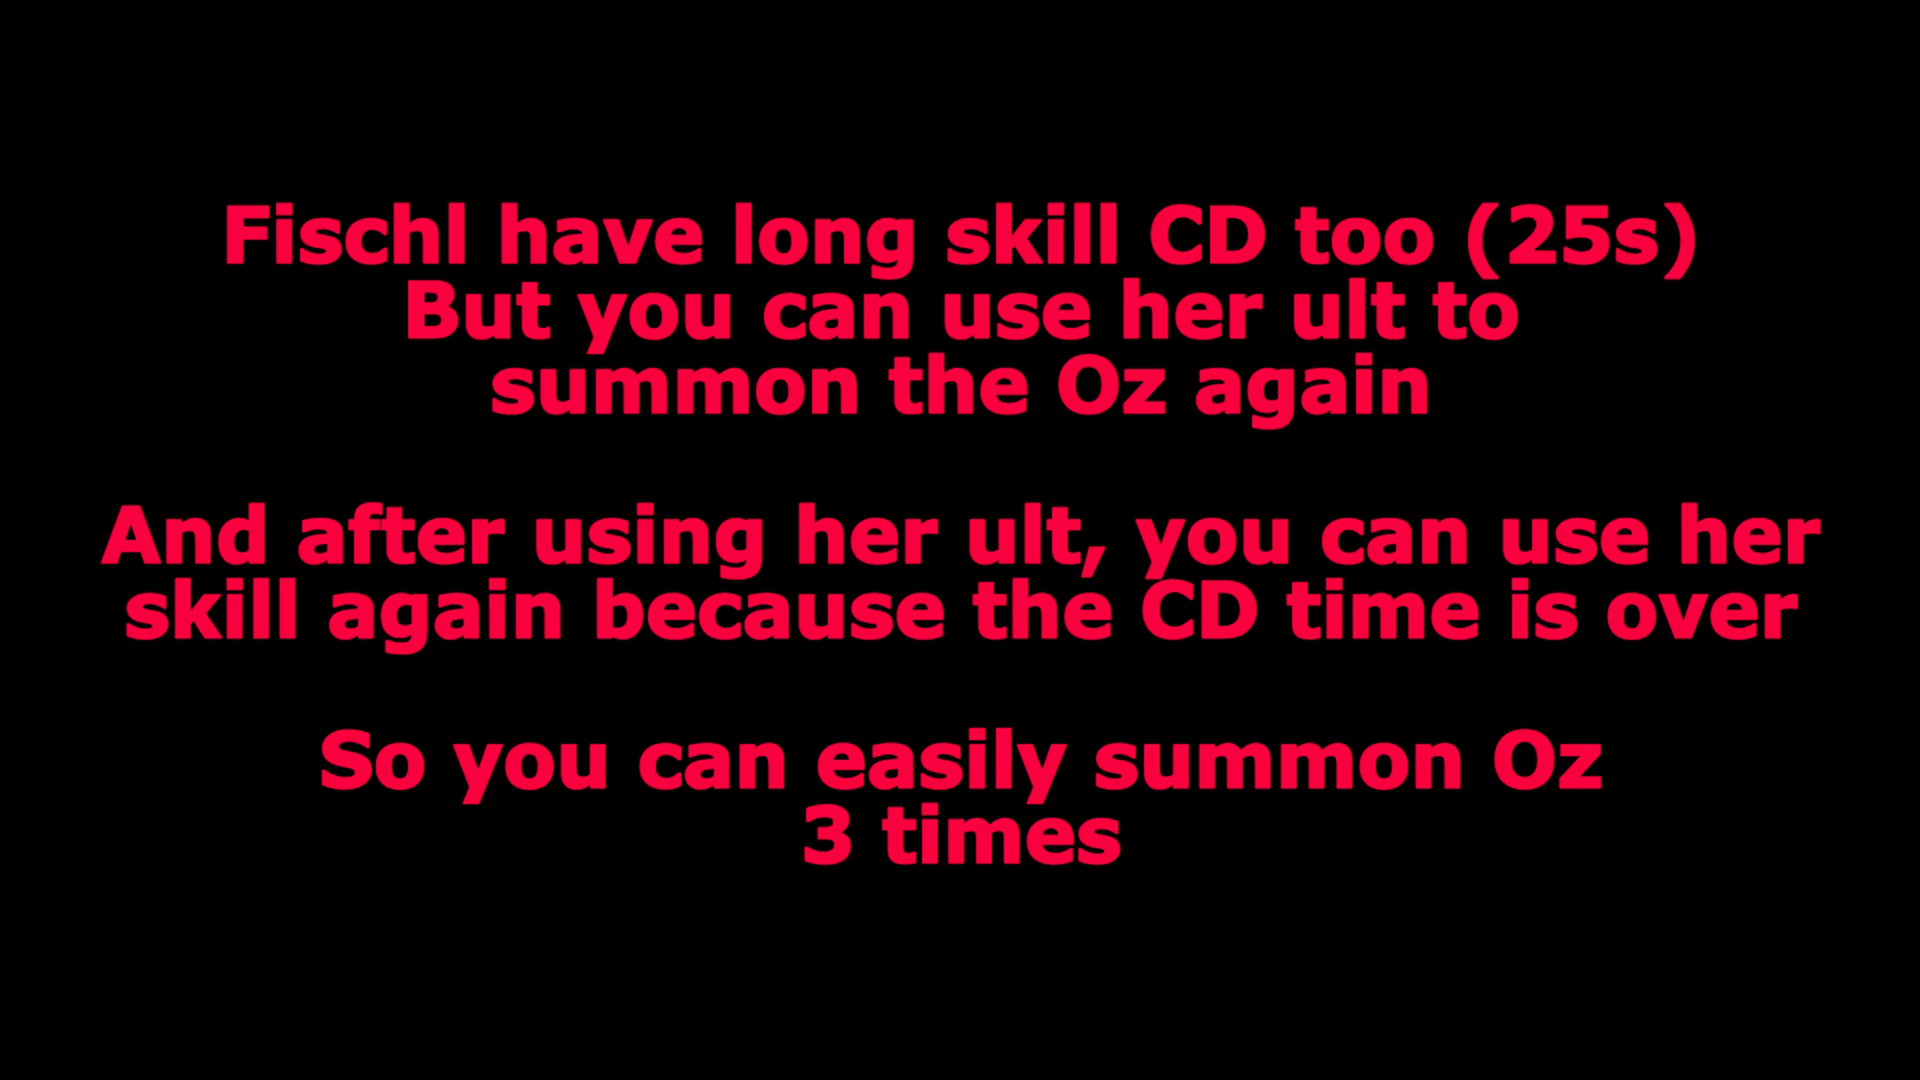 Fischl have long skill CD too (25s)
But you can use her ult to
summon the Oz again
And after using her ult, you can use her
skill again because the CD time is over
So you can easily summon Oz
3 times